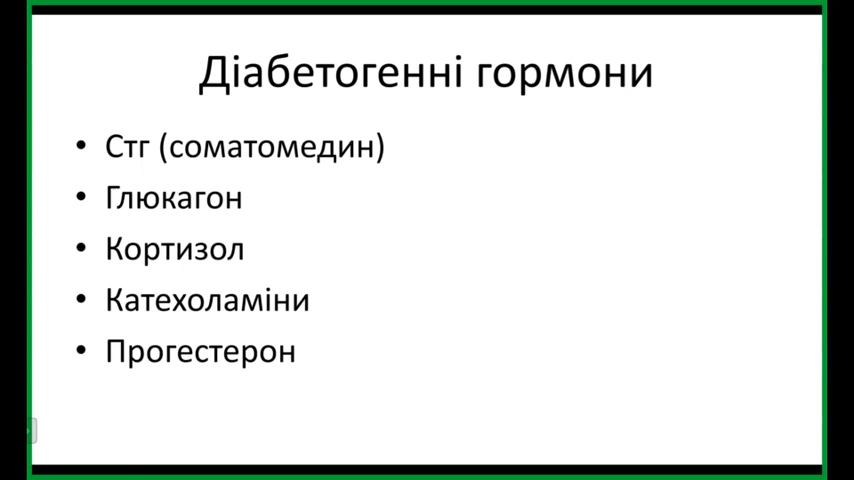 Діабетогенні гормони
• Стг (соматомедин)
• Глюкагон
• Кортизол
• Катехоламіни
• Прогестерон